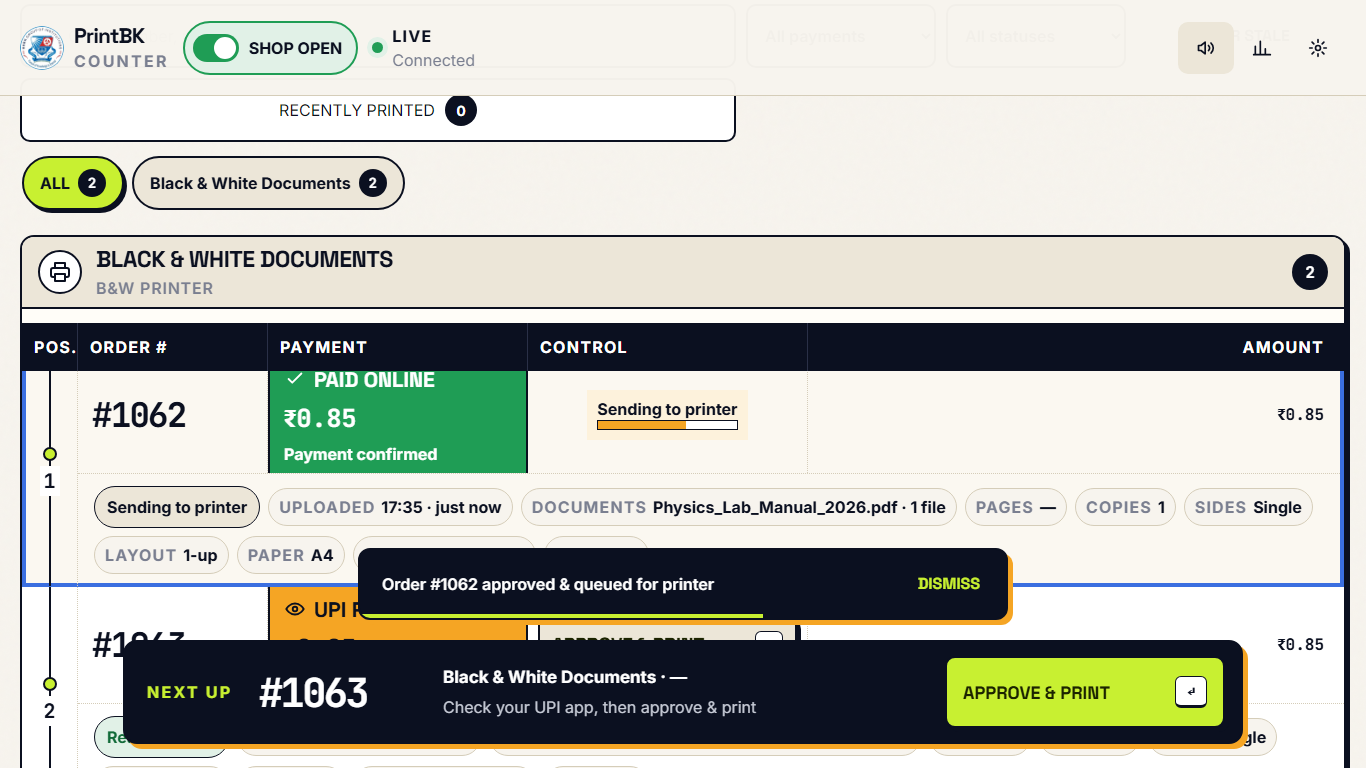 PrintBK
COUNTER
SHOP OPEN
LIVE
Connected
All payments
All statuses
RECENTLY PRINTED 0
ALL 2
Black & White Documents 2
BLACK & WHITE DOCUMENTS
B&W PRINTER
2
POS. ORDER # PAYMENT CONTROL AMOUNT
PAID ONLINE
#1062
₹0.85
Payment confirmed
Sending to printer
₹0.85
1
Sending to printer UPLOADED 17:35 · just now DOCUMENTS Physics_Lab_Manual_2026.pdf · 1 file PAGES — COPIES 1 SIDES Single
LAYOUT 1-up PAPER A4
Order #1062 approved & queued for printer DISMISS
UPI
#1063
APPROVE & PRINT
₹0.85
NEXT UP #1063
Black & White Documents · —
Check your UPI app, then approve & print
APPROVE & PRINT
2